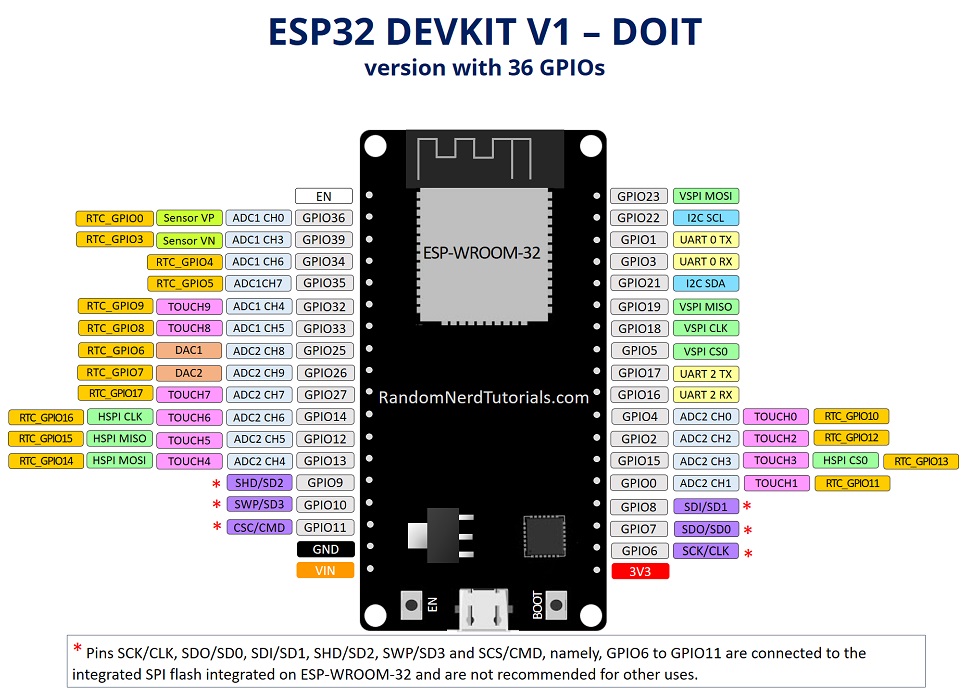 ESP32 DEVKIT V1 – DOIT
version with 36 GPIOs
EN
RTC_GPIO0 Sensor VP ADC1 CH0 GPIO36
RTC_GPIO3 Sensor VN ADC1 CH3 GPIO39
RTC_GPIO4 ADC1 CH6 GPIO34
RTC_GPIO5 ADC1CH7 GPIO35
RTC_GPIO9 TOUCH9 ADC1 CH4 GPIO32
RTC_GPIO8 TOUCH8 ADC1 CH5 GPIO33
RTC_GPIO6 DAC1 ADC2 CH8 GPIO25
RTC_GPIO7 DAC2 ADC2 CH9 GPIO26
RTC_GPIO17 TOUCH7 ADC2 CH7 GPIO27
RTC_GPIO16 HSPI CLK TOUCH6 ADC2 CH6 GPIO14
RTC_GPIO15 HSPI MISO TOUCH5 ADC2 CH5 GPIO12
RTC_GPIO14 HSPI MOSI TOUCH4 ADC2 CH4 GPIO13
* SHD/SD2 GPIO9
* SWP/SD3 GPIO10
* CSC/CMD GPIO11
GND
VIN
ESP-WROOM-32
RandomNerdTutorials.com
EN
BOOT
GPIO23 VSPI MOSI
GPIO22 I2C SCL
GPIO1 UART 0 TX
GPIO3 UART 0 RX
GPIO21 I2C SDA
GPIO19 VSPI MISO
GPIO18 VSPI CLK
GPIO5 VSPI CS0
GPIO17 UART 2 TX
GPIO16 UART 2 RX
GPIO4 ADC2 CH0 TOUCH0 RTC_GPIO10
GPIO2 ADC2 CH2 TOUCH2 RTC_GPIO12
GPIO15 ADC2 CH3 TOUCH3 HSPI CS0 RTC_GPIO13
GPIO0 ADC2 CH1 TOUCH1 RTC_GPIO11
GPIO8 SDI/SD1 *
GPIO7 SDO/SD0 *
GPIO6 SCK/CLK *
3V3
* Pins SCK/CLK, SDO/SD0, SDI/SD1, SHD/SD2, SWP/SD3 and SCS/CMD, namely, GPIO6 to GPIO11 are connected to the
integrated SPI flash integrated on ESP-WROOM-32 and are not recommended for other uses.